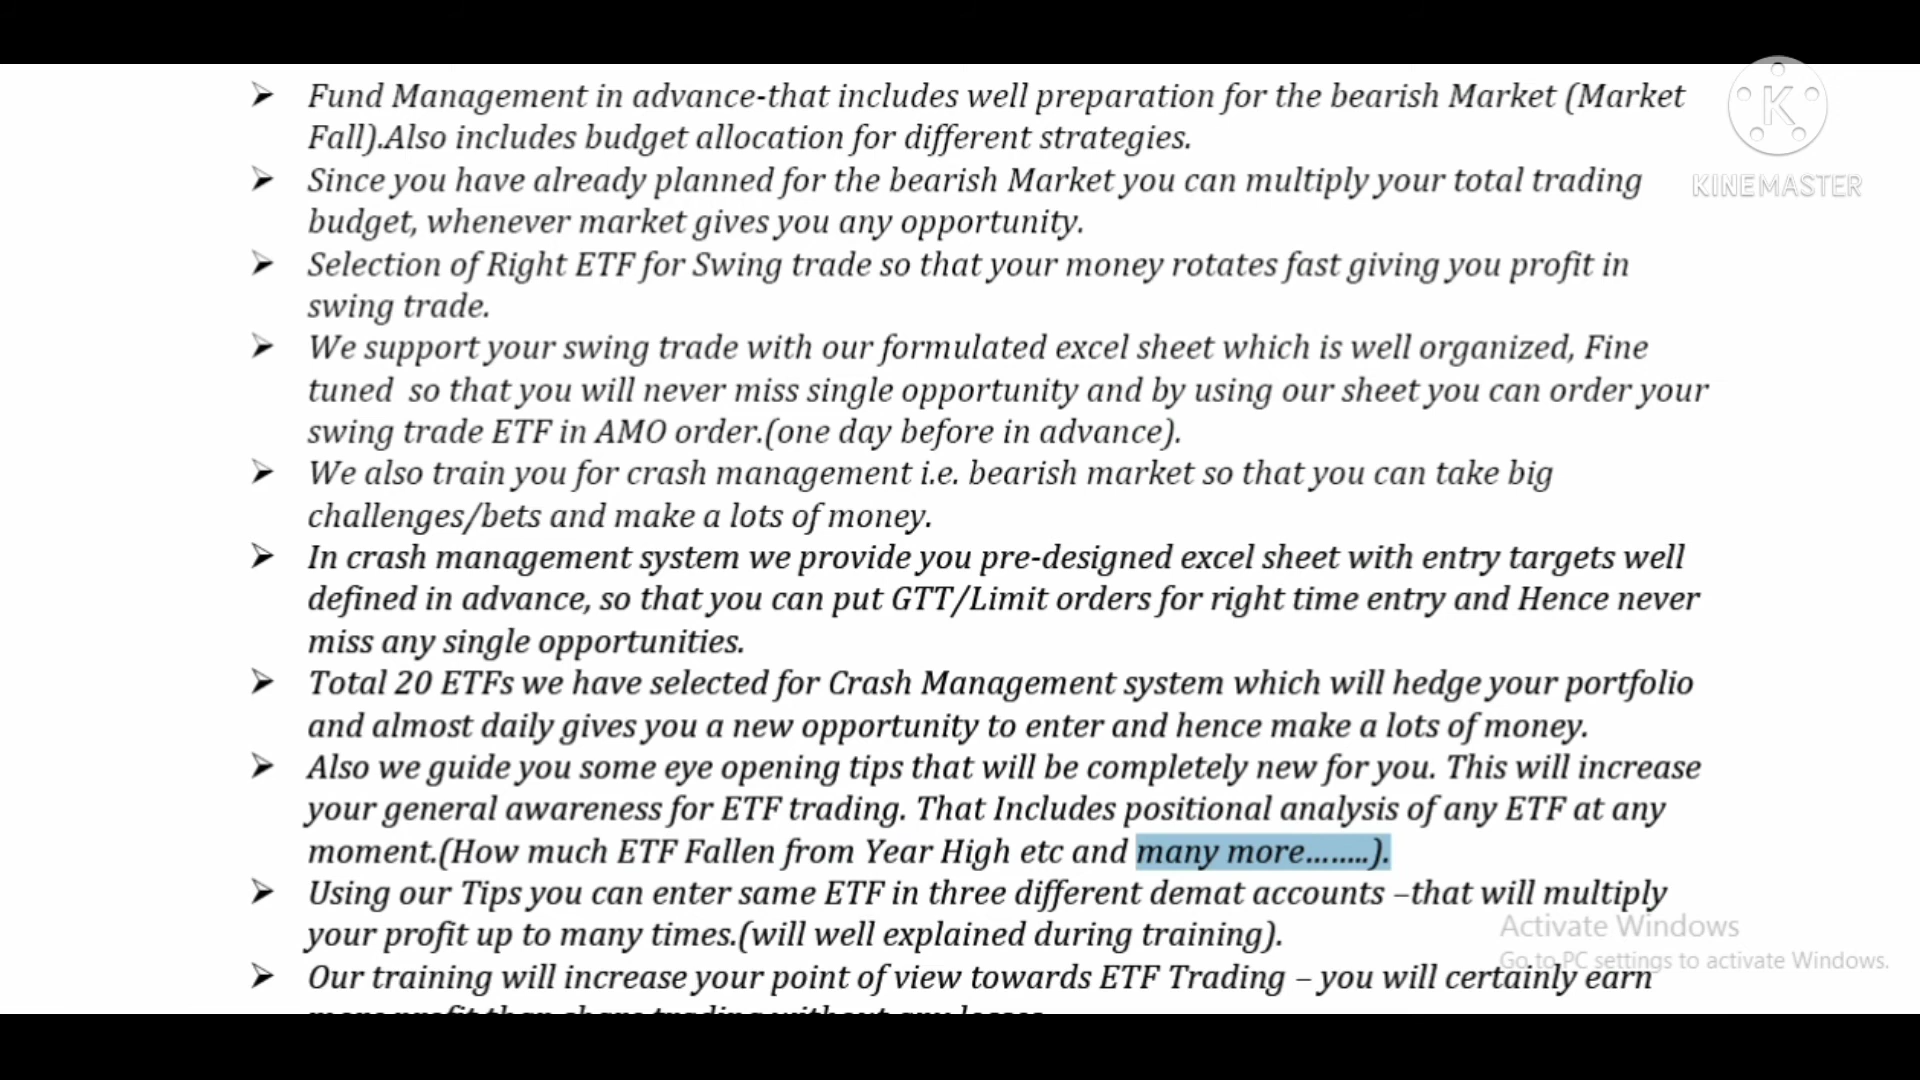 ➢ Fund Management in advance-that includes well preparation for the bearish Market (Market
Fall).Also includes budget allocation for different strategies.
➢ Since you have already planned for the bearish Market you can multiply your total trading
budget, whenever market gives you any opportunity.
➢ Selection of Right ETF for Swing trade so that your money rotates fast giving you profit in
swing trade.
➢ We support your swing trade with our formulated excel sheet which is well organized, Fine
tuned so that you will never miss single opportunity and by using our sheet you can order your
swing trade ETF in AMO order.(one day before in advance).
➢ We also train you for crash management i.e. bearish market so that you can take big
challenges/bets and make a lots of money.
➢ In crash management system we provide you pre-designed excel sheet with entry targets well
defined in advance, so that you can put GTT/Limit orders for right time entry and Hence never
miss any single opportunities.
➢ Total 20 ETFs we have selected for Crash Management system which will hedge your portfolio
and almost daily gives you a new opportunity to enter and hence make a lots of money.
➢ Also we guide you some eye opening tips that will be completely new for you. This will increase
your general awareness for ETF trading. That Includes positional analysis of any ETF at any
moment.(How much ETF Fallen from Year High etc and many more........).
➢ Using our Tips you can enter same ETF in three different demat accounts –that will multiply
your profit up to many times.(will well explained during training).
➢ Our training will increase your point of view towards ETF Trading – you will certainly earn
more profit than share trading without any losses
K
KINEMASTER
Activate Windows
Go to PC settings to activate Windows.